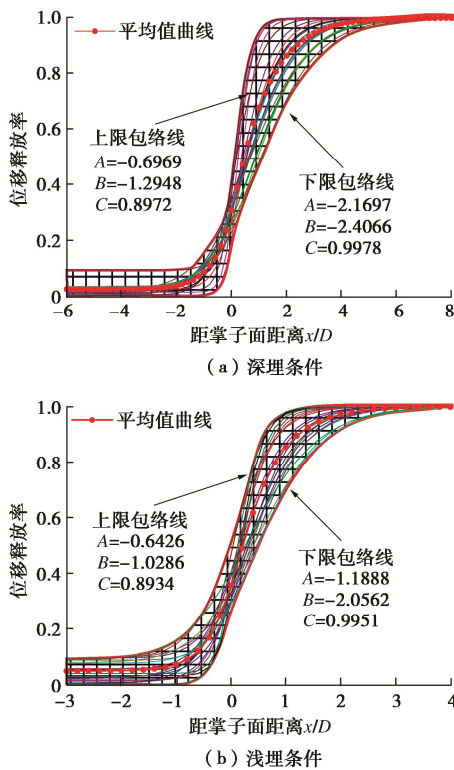 平均值曲线
1.0
0.8
0.6
0.4
0.2
0
位移释放率
上限包络线
A=-0.6969
B=-1.2948
C=0.8972
下限包络线
A=-2.1697
B=-2.4066
C=0.9978
-6 -4 -2 0 2 4 6 8
距掌子面距离x/D
(a) 深埋条件
平均值曲线
1.0
0.8
0.6
0.4
0.2
0
位移释放率
上限包络线
A=-0.6426
B=-1.0286
C=0.8934
下限包络线
A=-1.1888
B=-2.0562
C=0.9951
-3 -2 -1 0 1 2 3 4
距掌子面距离x/D
(b) 浅埋条件